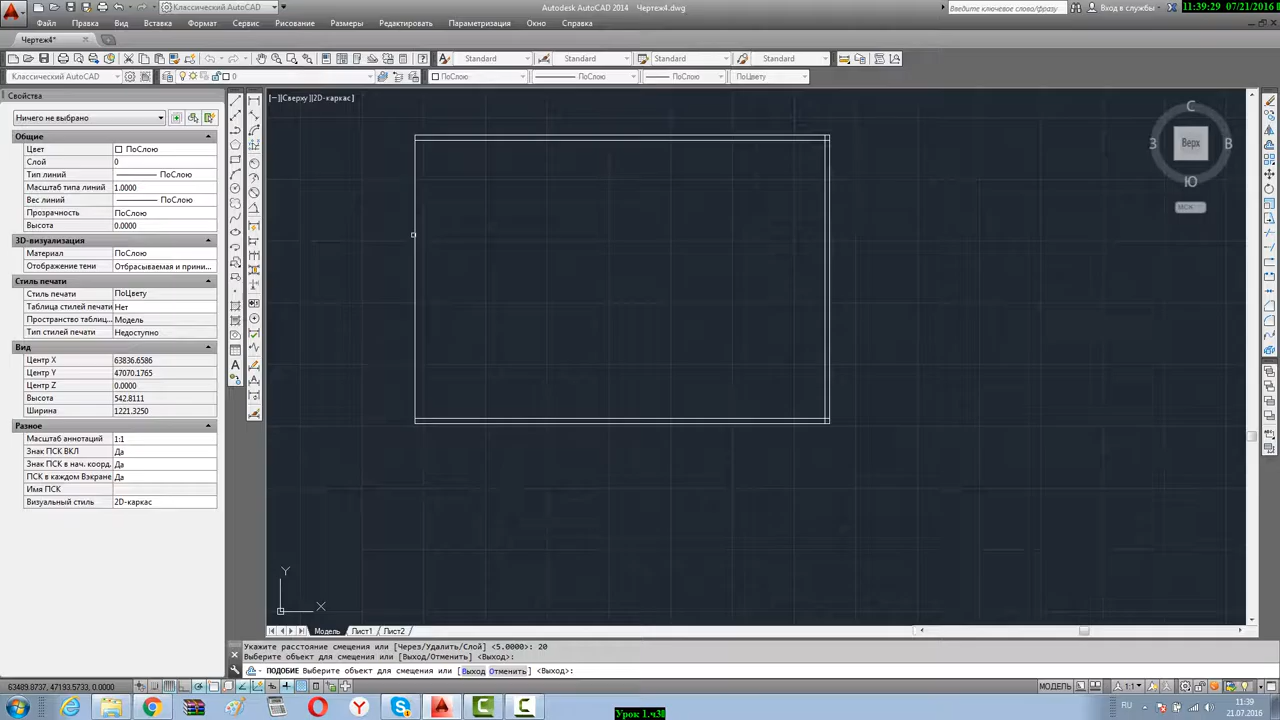 Классический AutoCAD
Autodesk AutoCAD 2014
Чертеж4.dwg
Введите ключевое слово/фразу
Вход в службы
11:39:29 07/21/2016
Файл
Правка
Вид
Вставка
Формат
Сервис
Рисование
Размеры
Редактировать
Параметризация
Окно
Справка
Чертеж4*
Standard
Standard
Standard
Standard
Классический AutoCAD
0
ПоСлою
ПоСлою
ПоСлою
ПоЦвету
Свойства
[−][Сверху][2D-каркас]
Ничего не выбрано
Общие
Цвет ПоСлою
Слой 0
Тип линий ПоСлою
Масштаб типа линий 1.0000
Вес линий ПоСлою
Прозрачность ПоСлою
Высота 0.0000
3D-визуализация
Материал ПоСлою
Отображение тени Отбрасываемая и прини...
Стиль печати
Стиль печати ПоЦвету
Таблица стилей печати Нет
Пространство таблиц... Модель
Тип стилей печати Недоступно
Вид
Центр X 63836.6586
Центр Y 47070.1765
Центр Z 0.0000
Высота 542.8111
Ширина 1221.3250
Разное
Масштаб аннотаций 1:1
Знак ПСК ВКЛ Да
Знак ПСК в нач. коорд. Да
ПСК в каждом Вэкране Да
Имя ПСК
Визуальный стиль 2D-каркас
С
З
Верх
В
Ю
МСК
Y
X
Модель
Лист1
Лист2
Укажите расстояние смещения или [Через/Удалить/Слой] <5.0000>: 20
Выберите объект для смещения или [Выход/Отменить] <Выход>:
ПОДОБИЕ Выберите объект для смещения или [Выход Отменить] <Выход>:
63489.8737, 47193.5733, 0.0000
МОДЕЛЬ
1:1
RU
11:39
21.07.2016
Урок 1.ч3